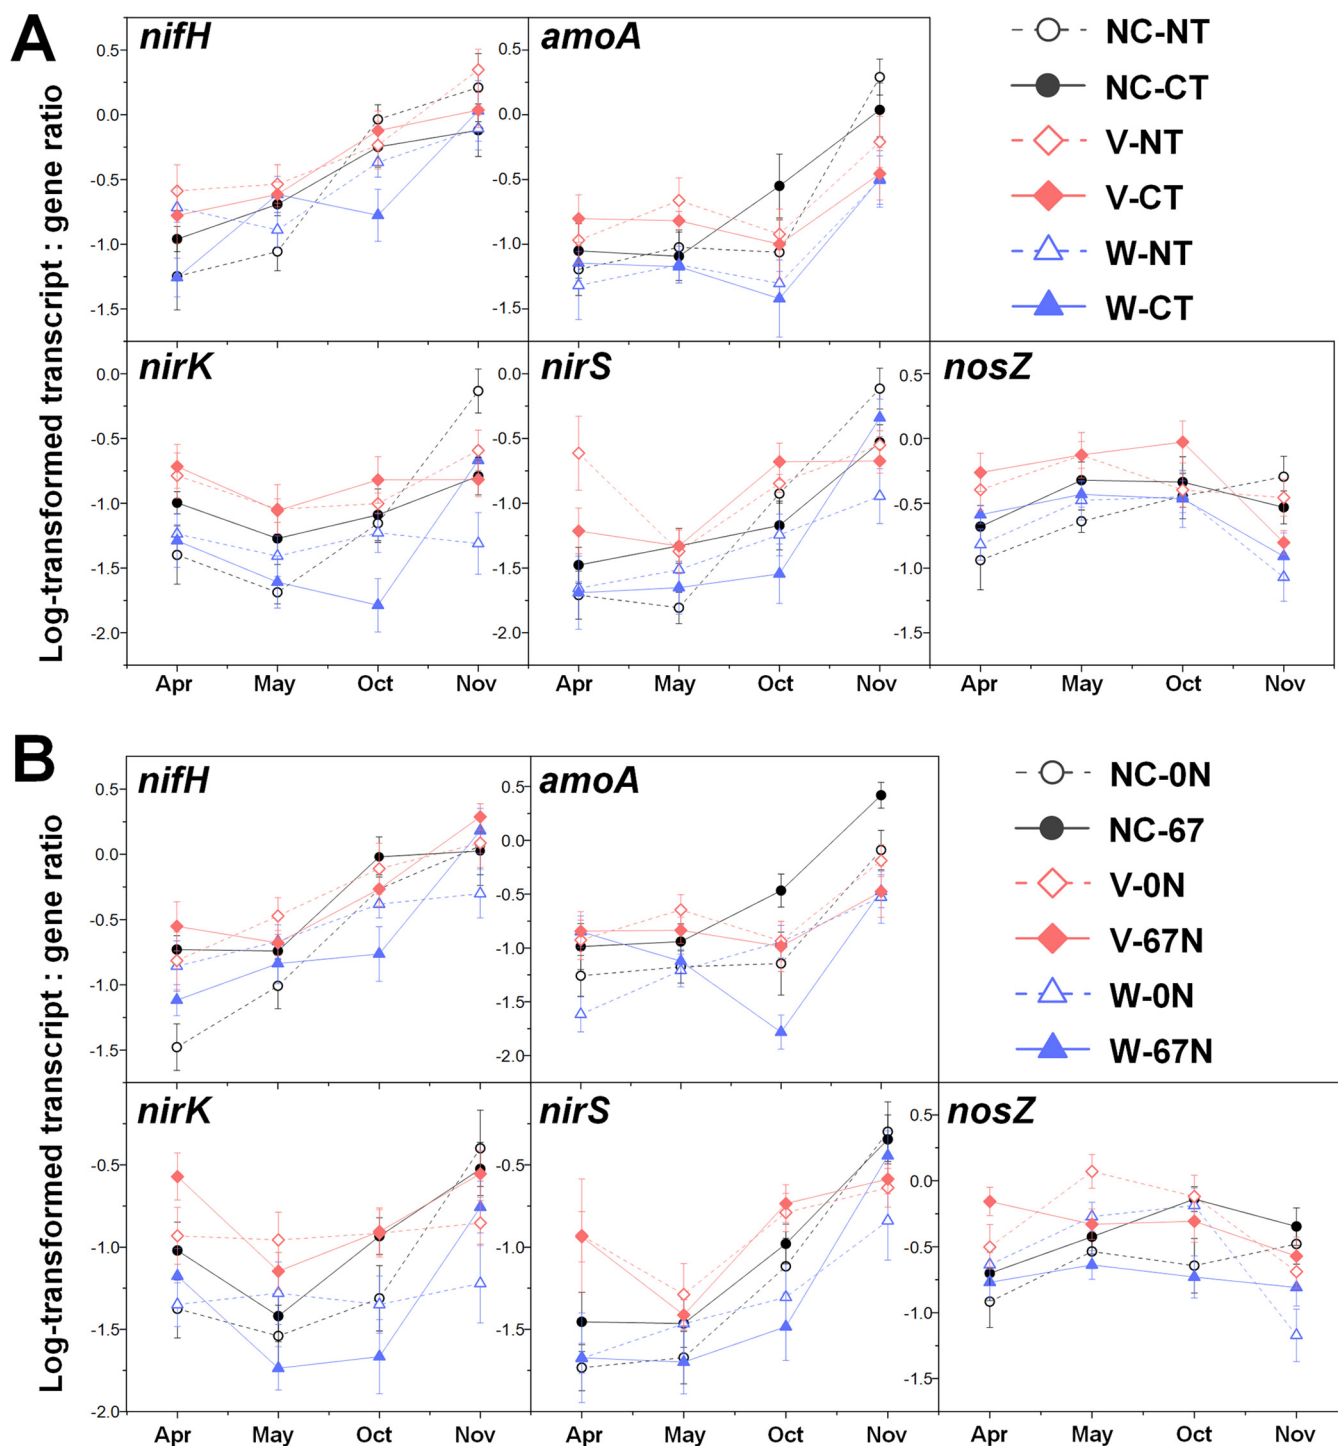 A
nifH
amoA
NC-NT
NC-CT
V-NT
V-CT
W-NT
W-CT
Log-transformed transcript : gene ratio
0.5
0.0
-0.5
-1.0
-1.5
0.5
0.0
-0.5
-1.0
-1.5
nirK
nirS
nosZ
0.0
-0.5
-1.0
-1.5
-2.0
0.0
-0.5
-1.0
-1.5
-2.0
0.5
0.0
-0.5
-1.0
-1.5
Apr May Oct Nov
Apr May Oct Nov
Apr May Oct Nov
B
nifH
amoA
NC-0N
NC-67
V-0N
V-67N
W-0N
W-67N
Log-transformed transcript : gene ratio
0.5
0.0
-0.5
-1.0
-1.5
0.5
0.0
-0.5
-1.0
-1.5
-2.0
nirK
nirS
nosZ
-0.5
-1.0
-1.5
-2.0
-0.5
-1.0
-1.5
0.5
0.0
-0.5
-1.0
-1.5
Apr May Oct Nov
Apr May Oct Nov
Apr May Oct Nov